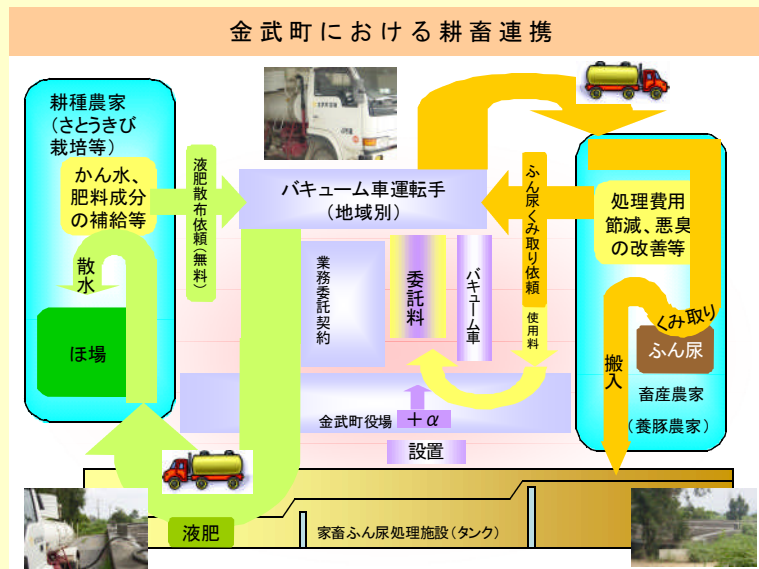 金武町における耕畜連携
耕種農家
(さとうきび
栽培等)
かん水、
肥料成分
の補給等
散水
ほ場
液肥散布依頼(無料)
バキューム車運転手
(地域別)
業務委託契約
委託料
バキューム車
ふん尿くみ取り依頼
使用料
処理費用
節減、悪臭
の改善等
くみ取り
ふん尿
搬入
畜産農家
(養豚農家)
金武町役場
+α
設置
液肥
家畜ふん尿処理施設(タンク)